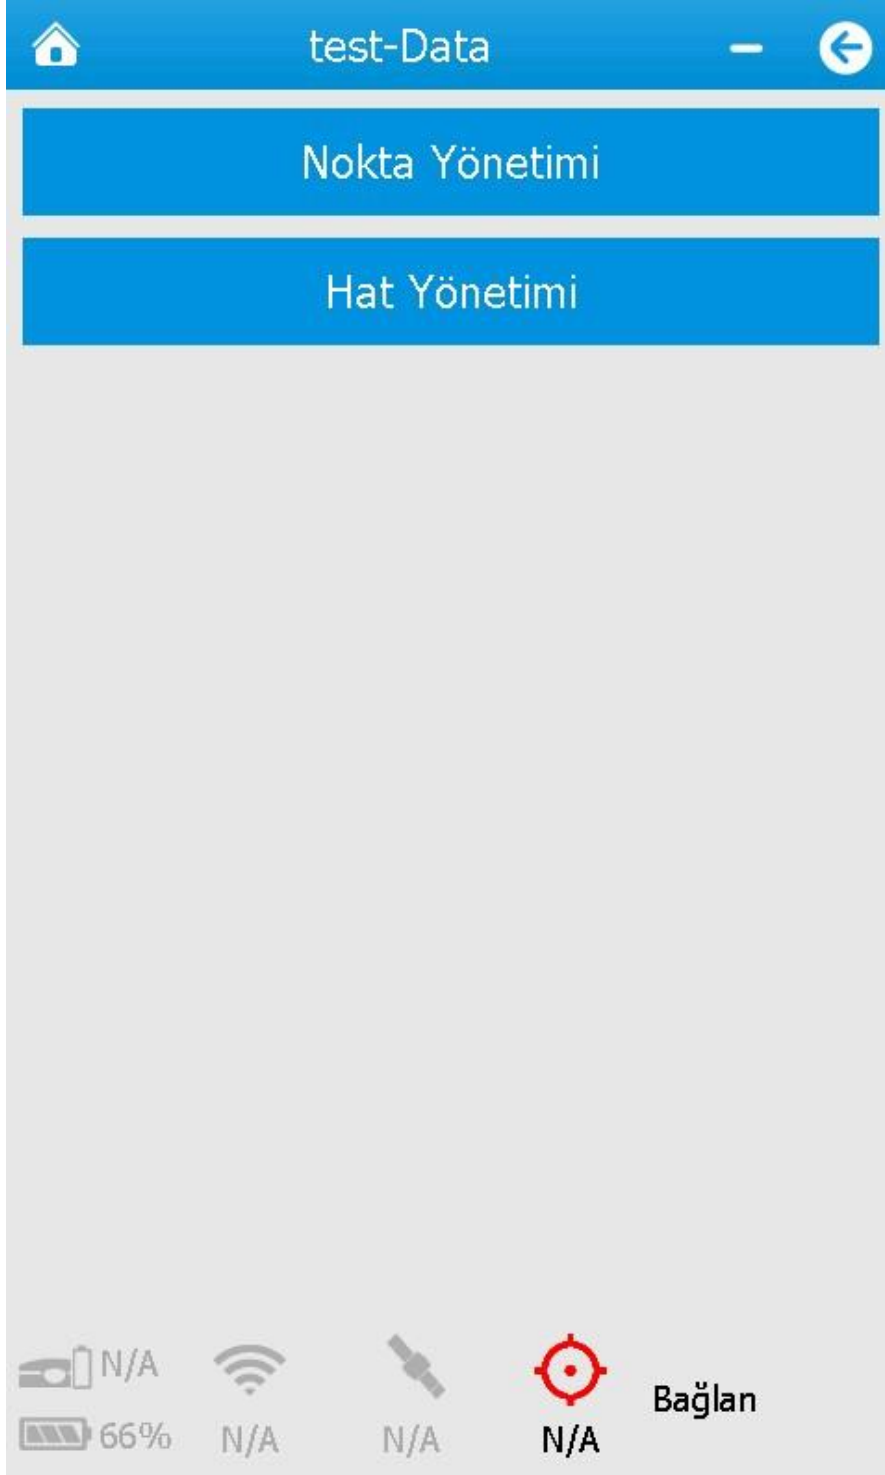 test-Data
Nokta Yönetimi
Hat Yönetimi
N/A
66%
N/A
N/A
N/A
Bağlan